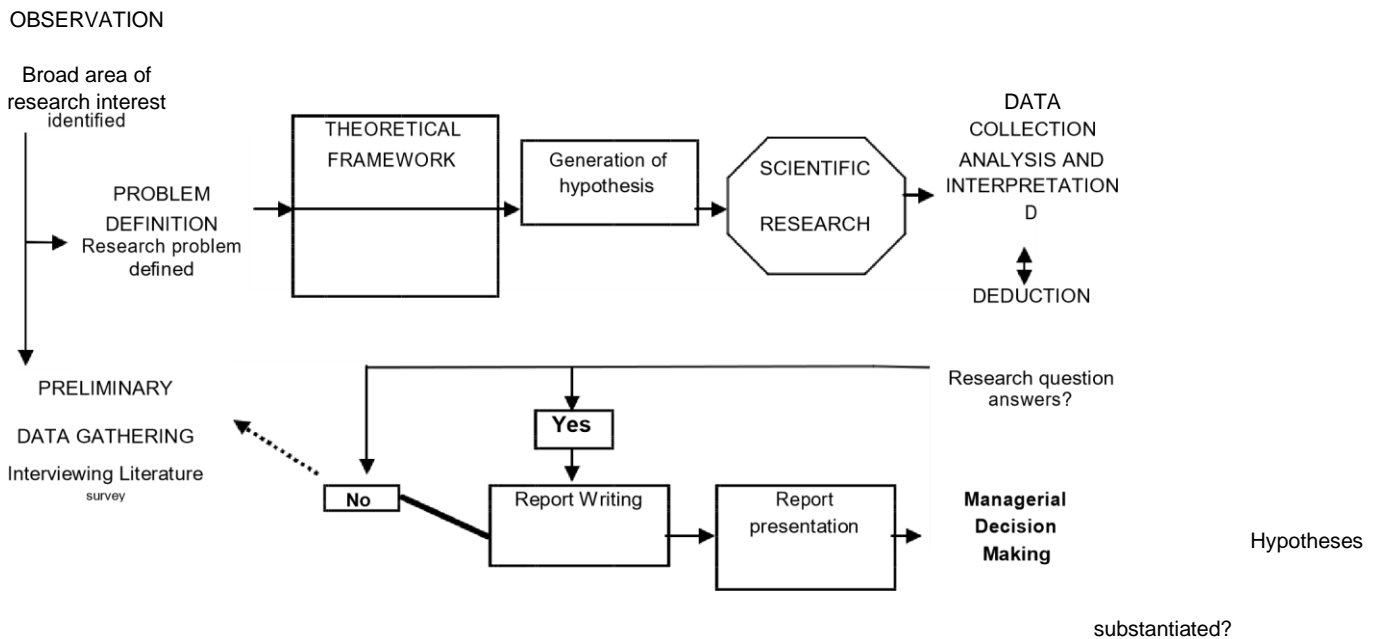 OBSERVATION
Broad area of
research interest
identified
PROBLEM
DEFINITION
Research problem
defined
THEORETICAL
FRAMEWORK
Generation of
hypothesis
SCIENTIFIC
RESEARCH
DATA
COLLECTION
ANALYSIS AND
INTERPRETATION
D
DEDUCTION
PRELIMINARY
DATA GATHERING
Interviewing Literature
survey
Research question
answers?
Yes
No
Report Writing
Report
presentation
Managerial
Decision
Making
Hypotheses
substantiated?